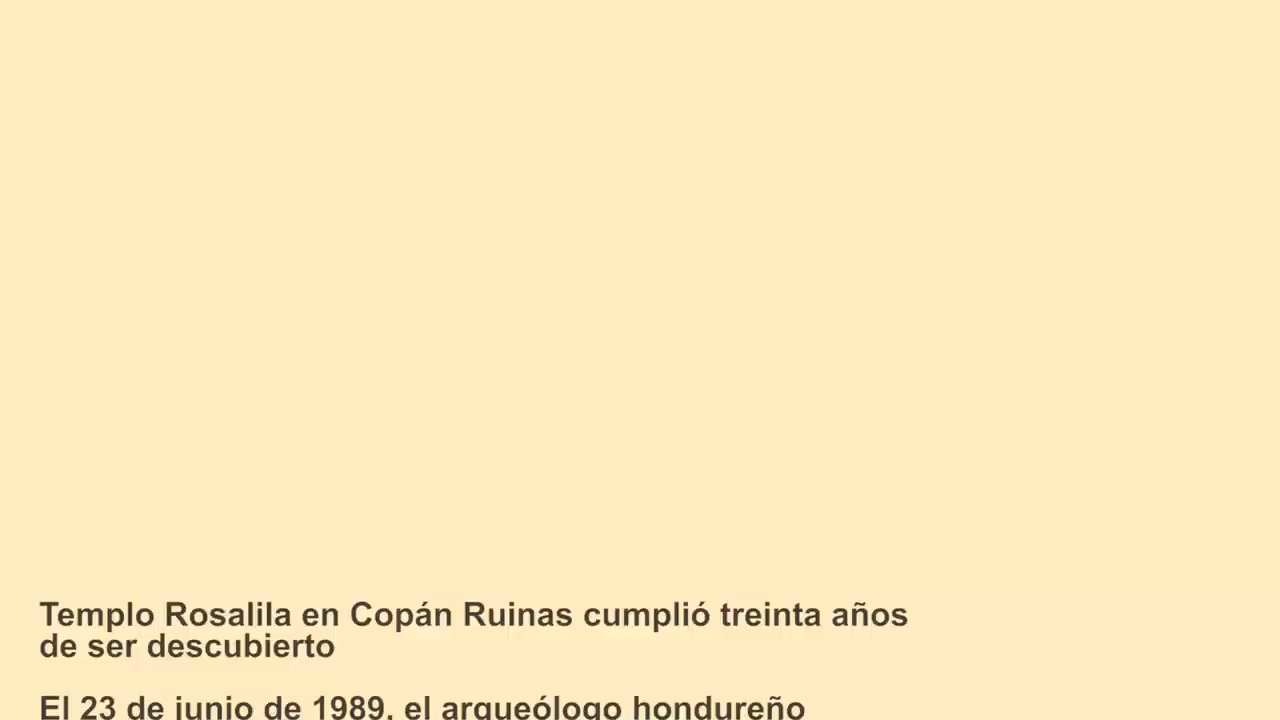 Templo Rosalila en Copán Ruinas cumplió treinta años
de ser descubierto
El 23 de junio de 1989, el arqueólogo hondureño